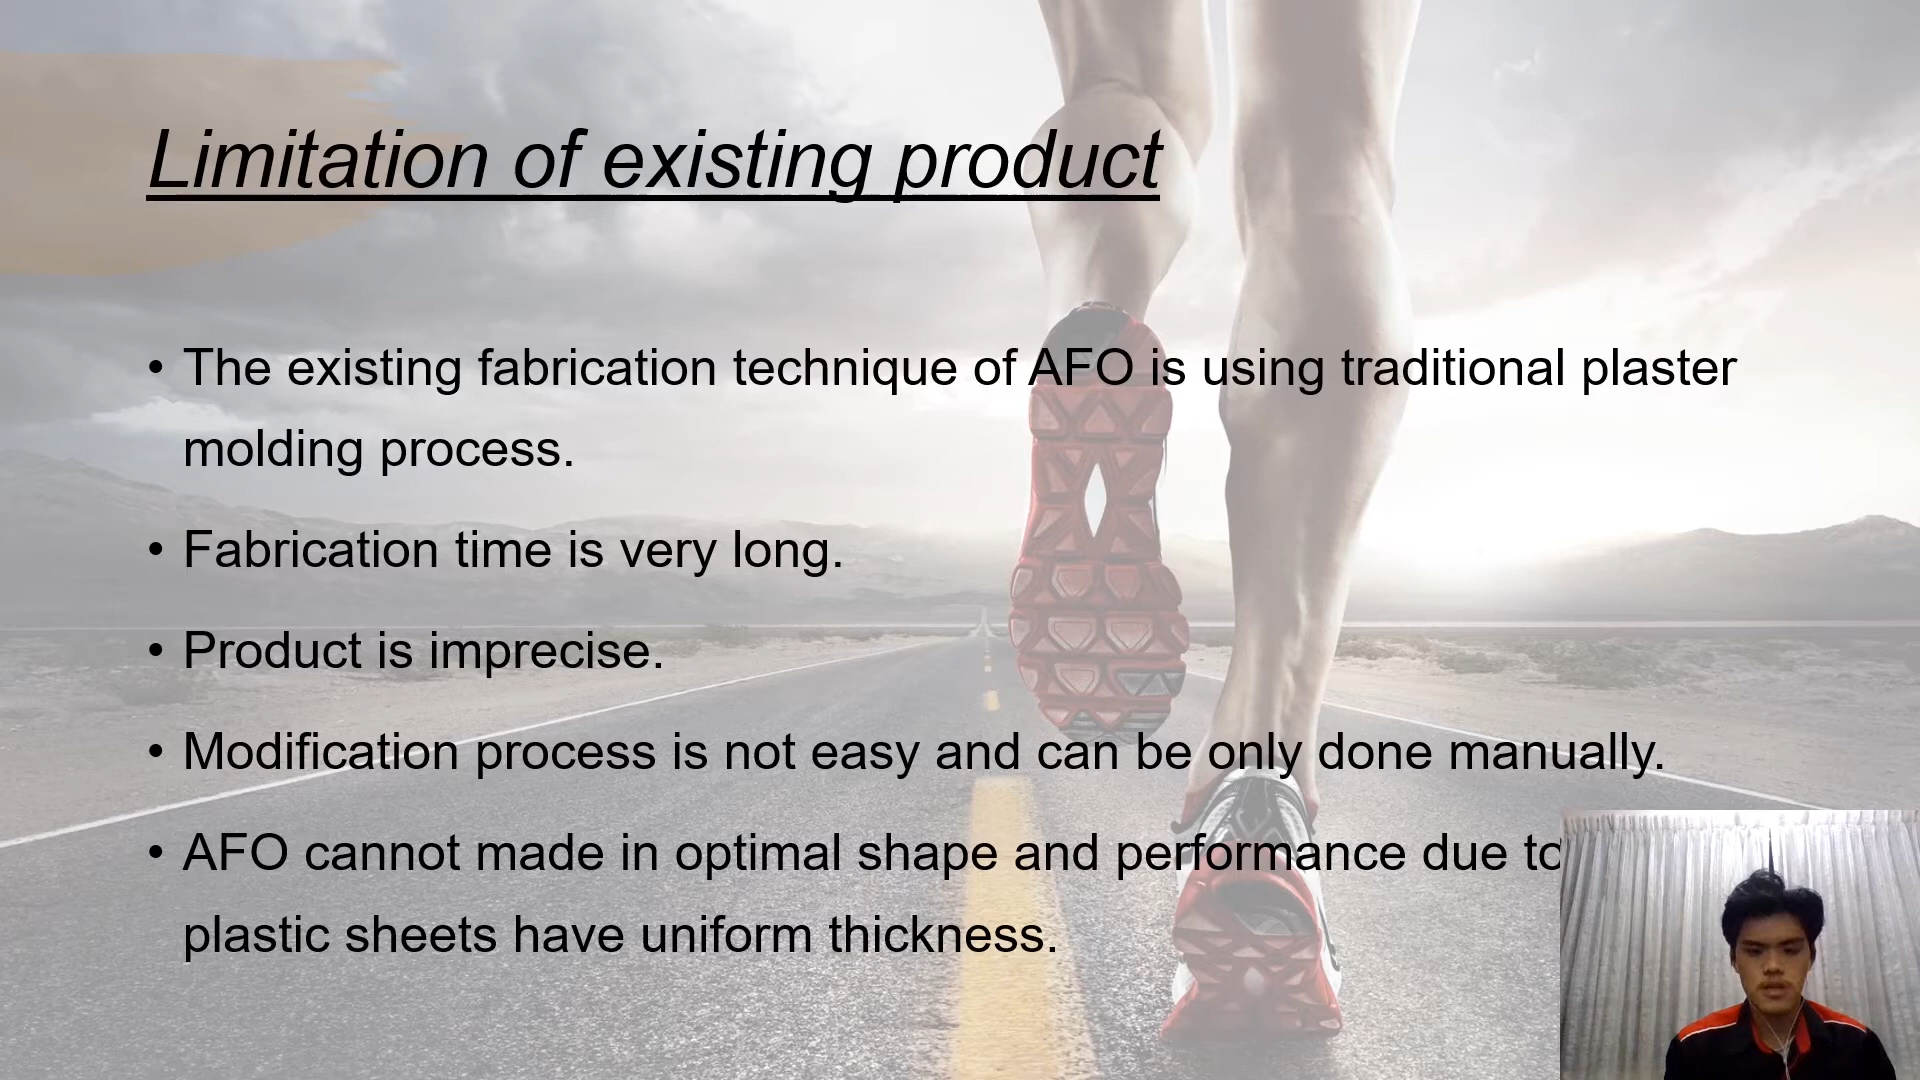 Limitation of existing product
• The existing fabrication technique of AFO is using traditional plaster
molding process.
• Fabrication time is very long.
• Product is imprecise.
• Modification process is not easy and can be only done manually.
• AFO cannot made in optimal shape and performance due to
plastic sheets have uniform thickness.